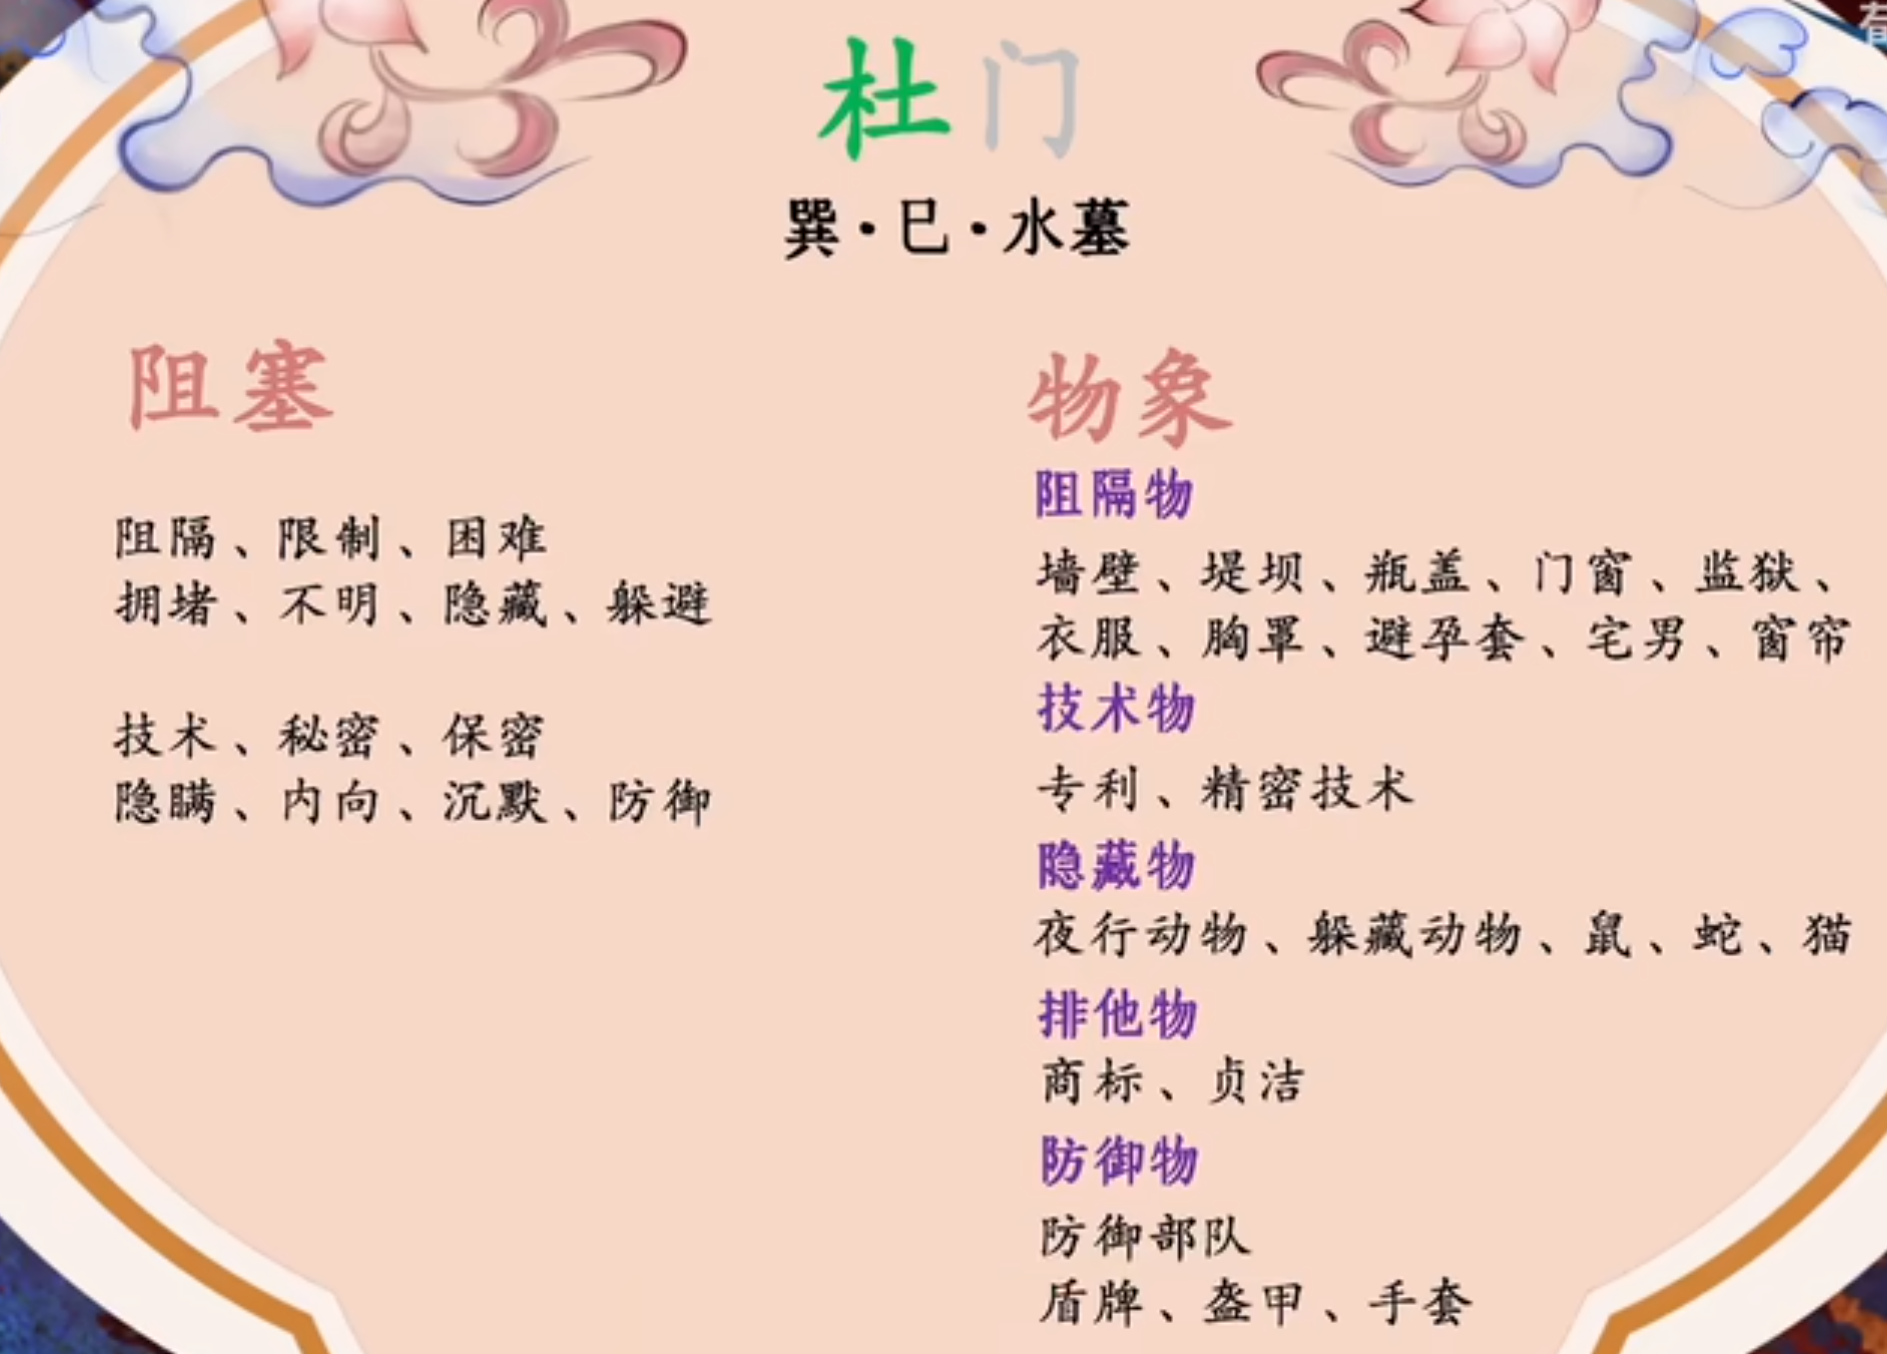 杜门
巽·巳·水墓
阻塞
阻隔、限制、困难
拥堵、不明、隐藏、躲避
技术、秘密、保密
隐瞒、内向、沉默、防御
物象
阻隔物
墙壁、堤坝、瓶盖、门窗、监狱、
衣服、胸罩、避孕套、宅男、窗帘
技术物
专利、精密技术
隐藏物
夜行动物、躲藏动物、鼠、蛇、猫
排他物
商标、贞洁
防御物
防御部队
盾牌、盔甲、手套